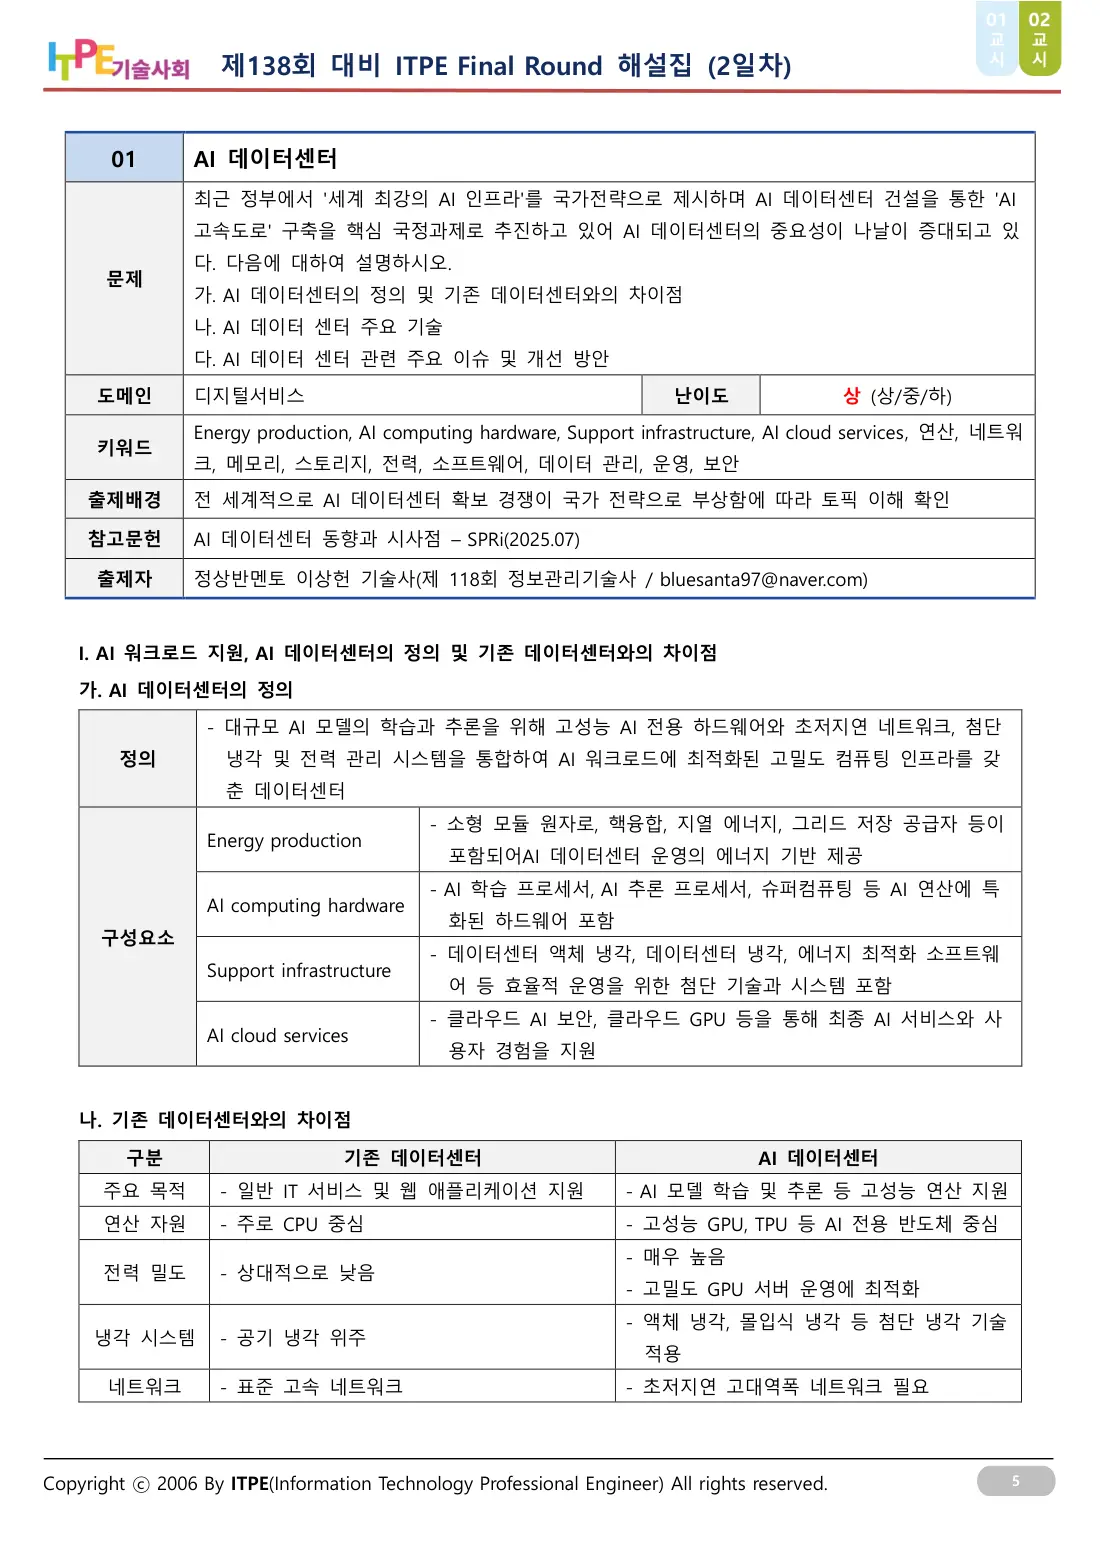 ITPE기술사회 제138회 대비 ITPE Final Round 해설집 (2일차)
01 교시
02 교시
01 AI 데이터센터
문제
최근 정부에서 '세계 최강의 AI 인프라'를 국가전략으로 제시하며 AI 데이터센터 건설을 통한 'AI
고속도로' 구축을 핵심 국정과제로 추진하고 있어 AI 데이터센터의 중요성이 나날이 증대되고 있
다. 다음에 대하여 설명하시오.
가. AI 데이터센터의 정의 및 기존 데이터센터와의 차이점
나. AI 데이터 센터 주요 기술
다. AI 데이터 센터 관련 주요 이슈 및 개선 방안
도메인 디지털서비스 난이도 상 (상/중/하)
키워드
Energy production, AI computing hardware, Support infrastructure, AI cloud services, 연산, 네트워
크, 메모리, 스토리지, 전력, 소프트웨어, 데이터 관리, 운영, 보안
출제배경 전 세계적으로 AI 데이터센터 확보 경쟁이 국가 전략으로 부상함에 따라 토픽 이해 확인
참고문헌 AI 데이터센터 동향과 시사점 – SPRi(2025.07)
출제자 정상반멘토 이상헌 기술사(제 118회 정보관리기술사 / bluesanta97@naver.com)
I. AI 워크로드 지원, AI 데이터센터의 정의 및 기존 데이터센터와의 차이점
가. AI 데이터센터의 정의
정의
- 대규모 AI 모델의 학습과 추론을 위해 고성능 AI 전용 하드웨어와 초저지연 네트워크, 첨단
냉각 및 전력 관리 시스템을 통합하여 AI 워크로드에 최적화된 고밀도 컴퓨팅 인프라를 갖
춘 데이터센터
구성요소
Energy production
- 소형 모듈 원자로, 핵융합, 지열 에너지, 그리드 저장 공급자 등이
포함되어AI 데이터센터 운영의 에너지 기반 제공
AI computing hardware
- AI 학습 프로세서, AI 추론 프로세서, 슈퍼컴퓨팅 등 AI 연산에 특
화된 하드웨어 포함
Support infrastructure
- 데이터센터 액체 냉각, 데이터센터 냉각, 에너지 최적화 소프트웨
어 등 효율적 운영을 위한 첨단 기술과 시스템 포함
AI cloud services
- 클라우드 AI 보안, 클라우드 GPU 등을 통해 최종 AI 서비스와 사
용자 경험을 지원
나. 기존 데이터센터와의 차이점
구분 기존 데이터센터 AI 데이터센터
주요 목적 - 일반 IT 서비스 및 웹 애플리케이션 지원 - AI 모델 학습 및 추론 등 고성능 연산 지원
연산 자원 - 주로 CPU 중심 - 고성능 GPU, TPU 등 AI 전용 반도체 중심
전력 밀도 - 상대적으로 낮음
- 매우 높음
- 고밀도 GPU 서버 운영에 최적화
냉각 시스템 - 공기 냉각 위주
- 액체 냉각, 몰입식 냉각 등 첨단 냉각 기술
적용
네트워크 - 표준 고속 네트워크 - 초저지연 고대역폭 네트워크 필요
Copyright ⓒ 2006 By ITPE(Information Technology Professional Engineer) All rights reserved.
5